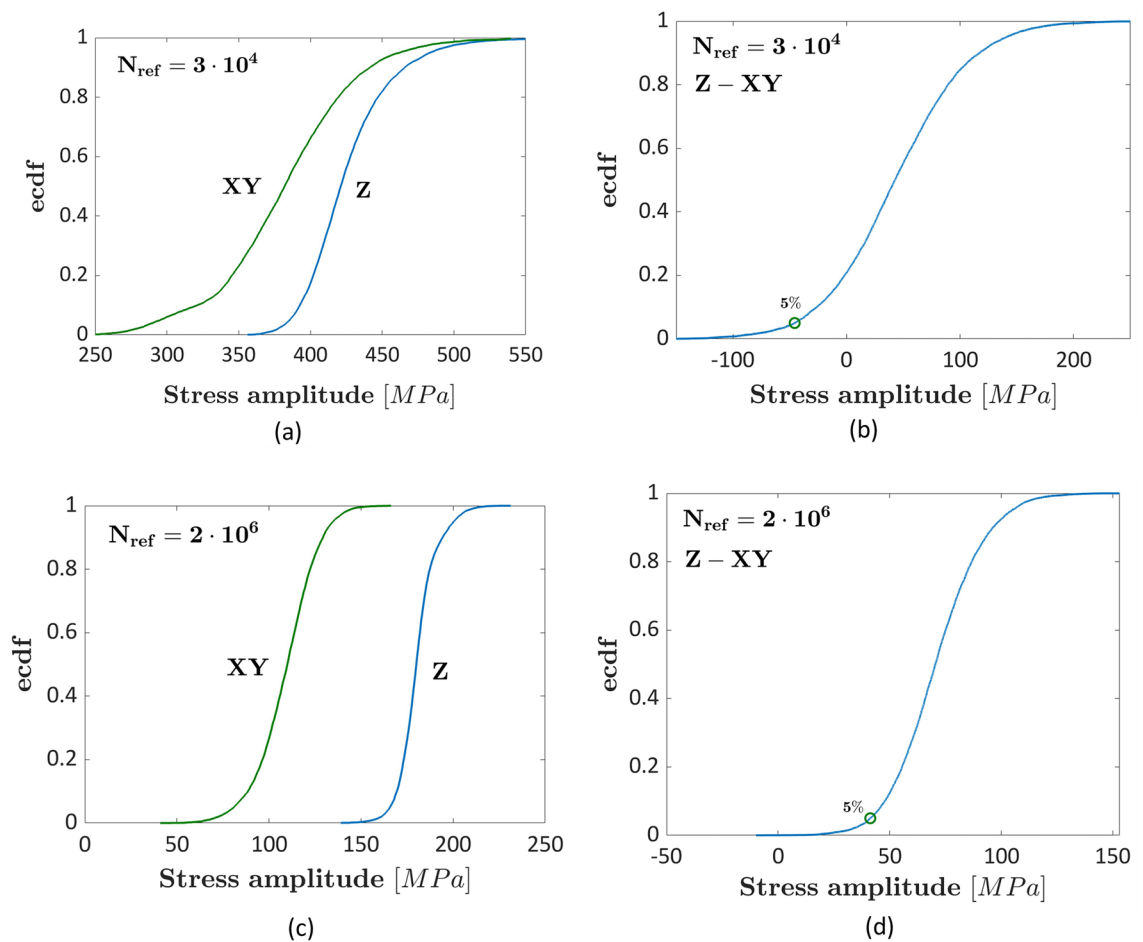 N_ref = 3 · 10^4
XY
Z
ecdf
1
0.8
0.6
0.4
0.2
0
250 300 350 400 450 500 550
Stress amplitude [MPa]
(a)
N_ref = 3 · 10^4
Z − XY
5%
ecdf
1
0.8
0.6
0.4
0.2
0
-100 0 100 200
Stress amplitude [MPa]
(b)
N_ref = 2 · 10^6
XY
Z
ecdf
1
0.8
0.6
0.4
0.2
0
0 50 100 150 200 250
Stress amplitude [MPa]
(c)
N_ref = 2 · 10^6
Z − XY
5%
ecdf
1
0.8
0.6
0.4
0.2
0
-50 0 50 100 150
Stress amplitude [MPa]
(d)